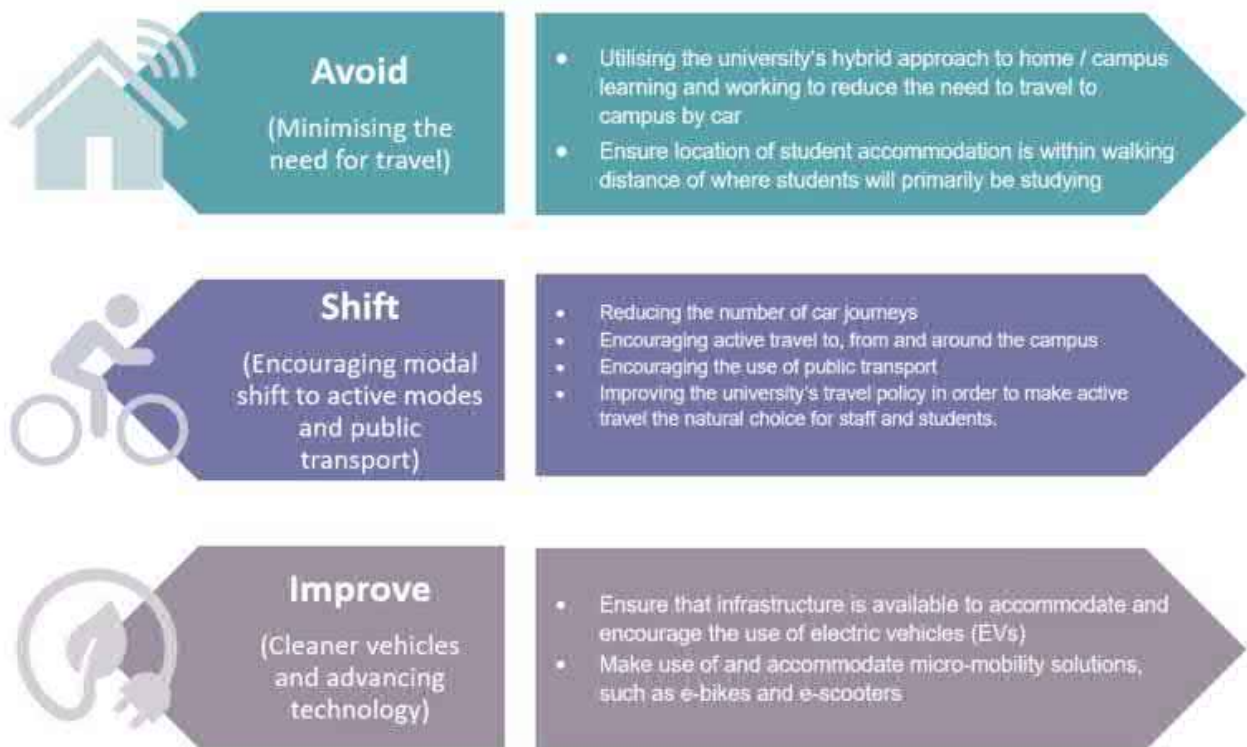 Avoid
(Minimising the
need for travel)
• Utilising the university's hybrid approach to home / campus
learning and working to reduce the need to travel to
campus by car
• Ensure location of student accommodation is within walking
distance of where students will primarily be studying
Shift
(Encouraging modal
shift to active modes
and public
transport)
• Reducing the number of car journeys
• Encouraging active travel to, from and around the campus
• Encouraging the use of public transport
• Improving the university's travel policy in order to make active
travel the natural choice for staff and students.
Improve
(Cleaner vehicles
and advancing
technology)
• Ensure that infrastructure is available to accommodate and
encourage the use of electric vehicles (EVs)
• Make use of and accommodate micro-mobility solutions,
such as e-bikes and e-scooters